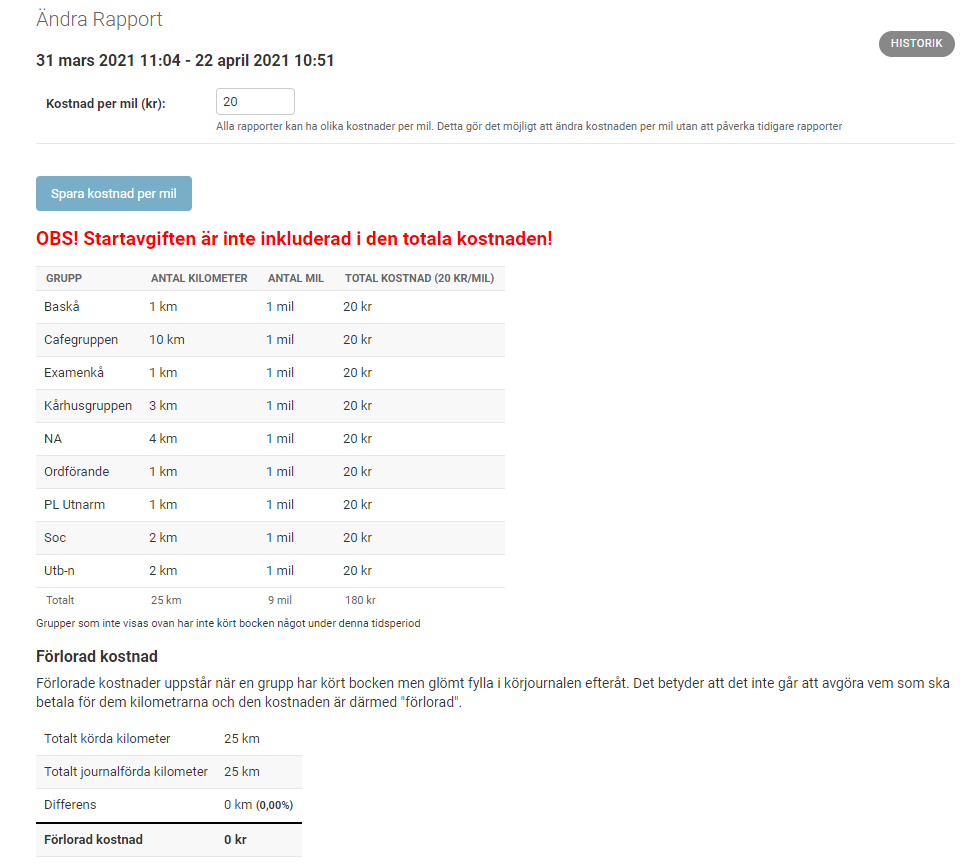 Ändra Rapport
HISTORIK
31 mars 2021 11:04 - 22 april 2021 10:51
Kostnad per mil (kr): 20
Alla rapporter kan ha olika kostnader per mil. Detta gör det möjligt att ändra kostnaden per mil utan att påverka tidigare rapporter
Spara kostnad per mil
OBS! Startavgiften är inte inkluderad i den totala kostnaden!
GRUPP ANTAL KILOMETER ANTAL MIL TOTAL KOSTNAD (20 KR/MIL)
Baskå 1 km 1 mil 20 kr
Cafegruppen 10 km 1 mil 20 kr
Examenkå 1 km 1 mil 20 kr
Kårhusgruppen 3 km 1 mil 20 kr
NA 4 km 1 mil 20 kr
Ordförande 1 km 1 mil 20 kr
PL Utnarm 1 km 1 mil 20 kr
Soc 2 km 1 mil 20 kr
Utb-n 2 km 1 mil 20 kr
Totalt 25 km 9 mil 180 kr
Grupper som inte visas ovan har inte kört bocken något under denna tidsperiod
Förlorad kostnad
Förlorade kostnader uppstår när en grupp har kört bocken men glömt fylla i körjournalen efteråt. Det betyder att det inte går att avgöra vem som ska
betala för dem kilometrarna och den kostnaden är därmed "förlorad".
Totalt körda kilometer 25 km
Totalt journalförda kilometer 25 km
Differens 0 km (0,00%)
Förlorad kostnad 0 kr